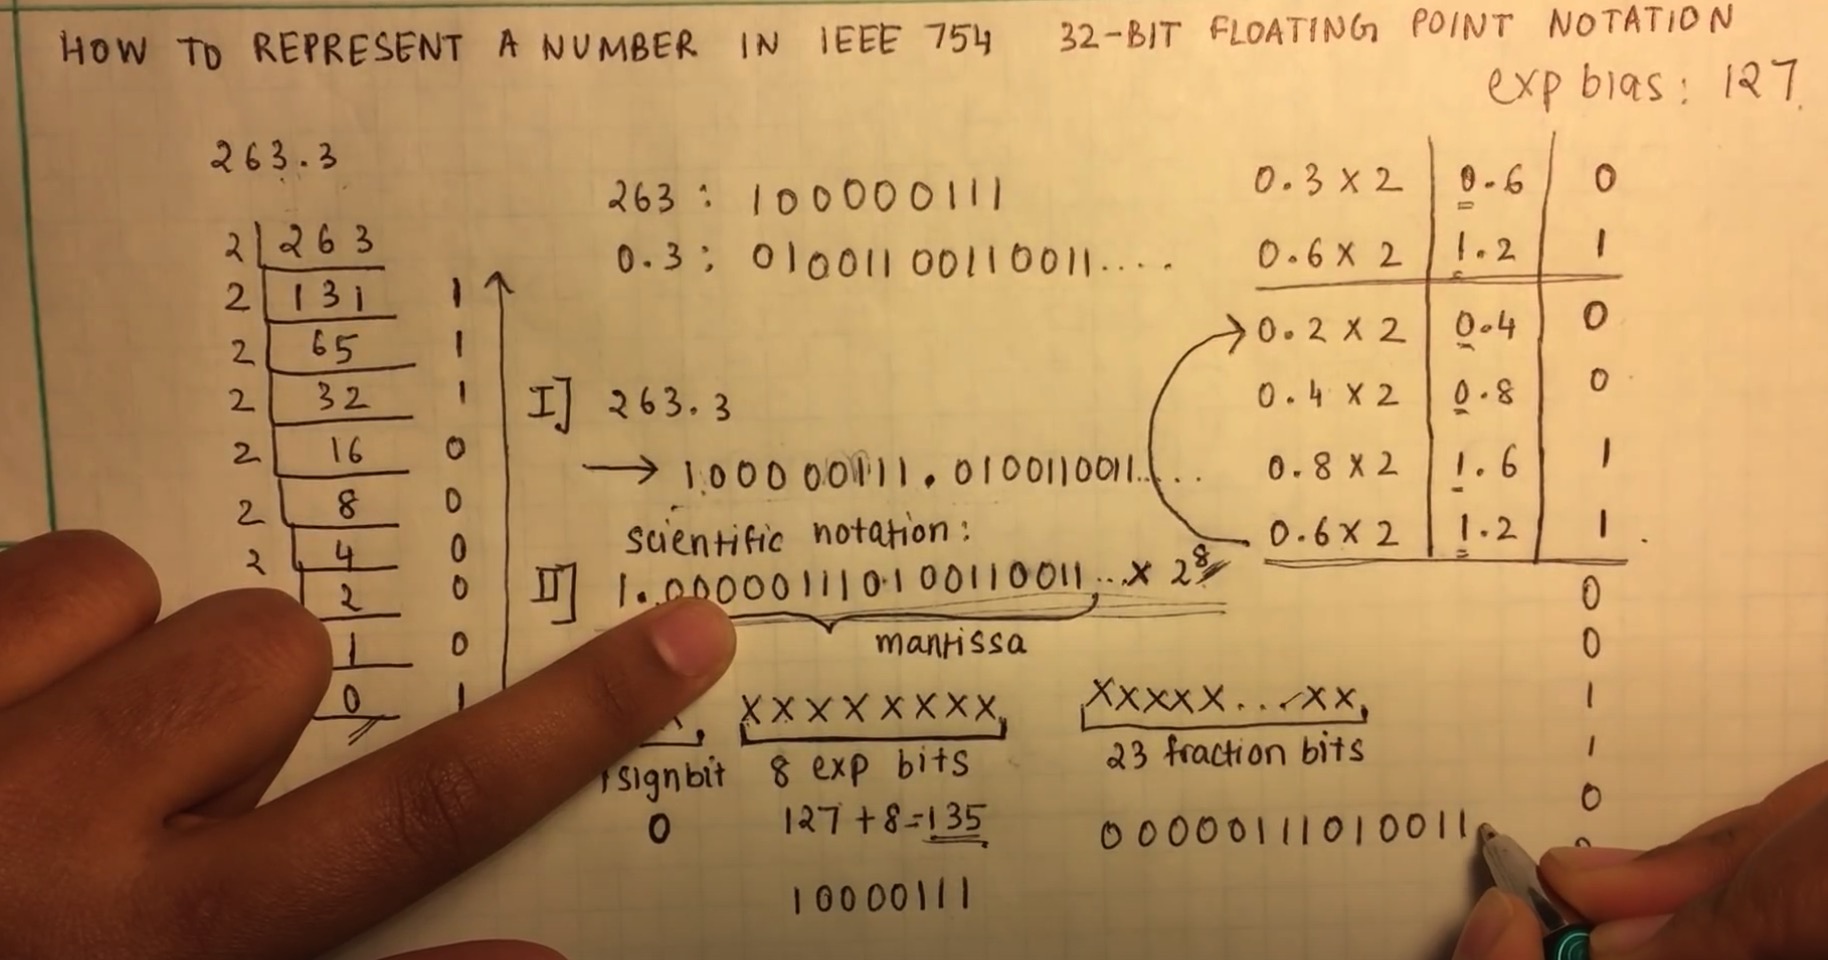 HOW TO REPRESENT A NUMBER IN IEEE 754 32-BIT FLOATING POINT NOTATION
exp bias: 127
263.3
2 263
2 131 1
2 65 1
2 32 1
2 16 0
2 8 0
2 4 0
2 0
1 0
0 1
263 : 100000111
0.3 : 01001100110011....
I] 263.3
→ 100000111.0100110011.....
scientific notation:
II] 1.000001110100110011...x 2⁸
mantissa
X XXXXXXXX XXXXX...XX
1 signbit 8 exp bits 23 fraction bits
0 127+8=135 00000111010011
10000111
0.3 x 2 0.6 0
0.6 x 2 1.2 1
0.2 x 2 0.4 0
0.4 x 2 0.8 0
0.8 x 2 1.6 1
0.6 x 2 1.2 1
0
0
1
1
0